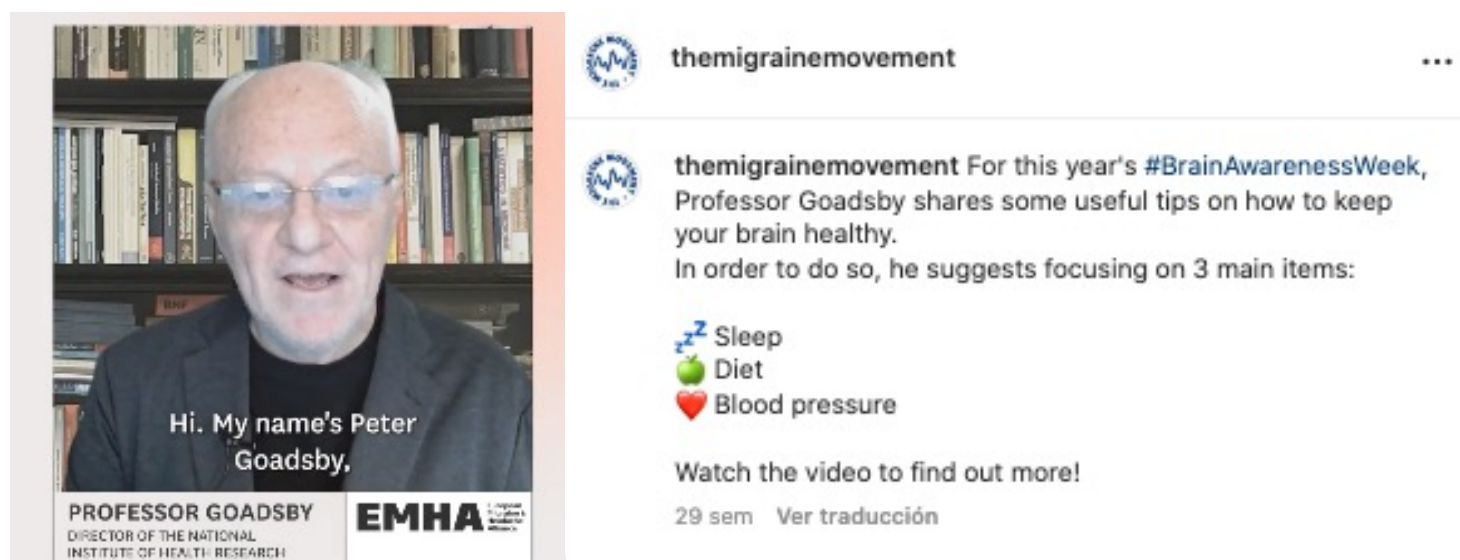 Hi. My name's Peter
Goadsby,
PROFESSOR GOADSBY
DIRECTOR OF THE NATIONAL
INSTITUTE OF HEALTH RESEARCH
EMHA
themigrainemovement
themigrainemovement For this year's #BrainAwarenessWeek,
Professor Goadsby shares some useful tips on how to keep
your brain healthy.
In order to do so, he suggests focusing on 3 main items:
💤 Sleep
🍏 Diet
❤️ Blood pressure
Watch the video to find out more!
29 sem Ver traducción